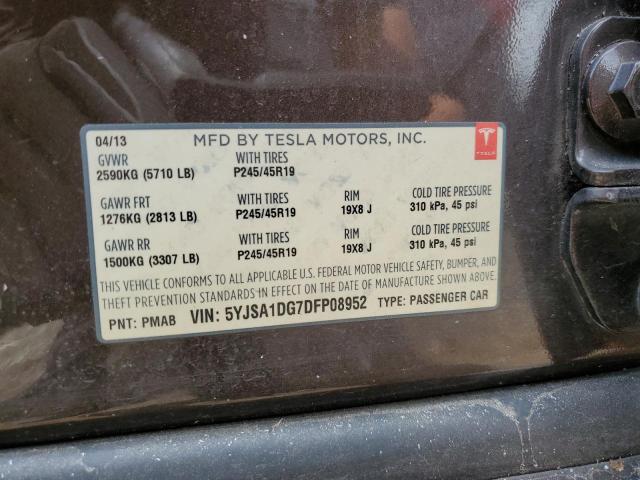 04/13 MFD BY TESLA MOTORS, INC.
TESLA
GVWR WITH TIRES
2590KG (5710 LB) P245/45R19
GAWR FRT WITH TIRES RIM COLD TIRE PRESSURE
1276KG (2813 LB) P245/45R19 19X8 J 310 kPa, 45 psi
GAWR RR WITH TIRES RIM COLD TIRE PRESSURE
1500KG (3307 LB) P245/45R19 19X8 J 310 kPa, 45 psi
THIS VEHICLE CONFORMS TO ALL APPLICABLE U.S. FEDERAL MOTOR VEHICLE SAFETY, BUMPER, AND
THEFT PREVENTION STANDARDS IN EFFECT ON THE DATE OF MANUFACTURE SHOWN ABOVE.
PNT: PMAB VIN: 5YJSA1DG7DFP08952 TYPE: PASSENGER CAR